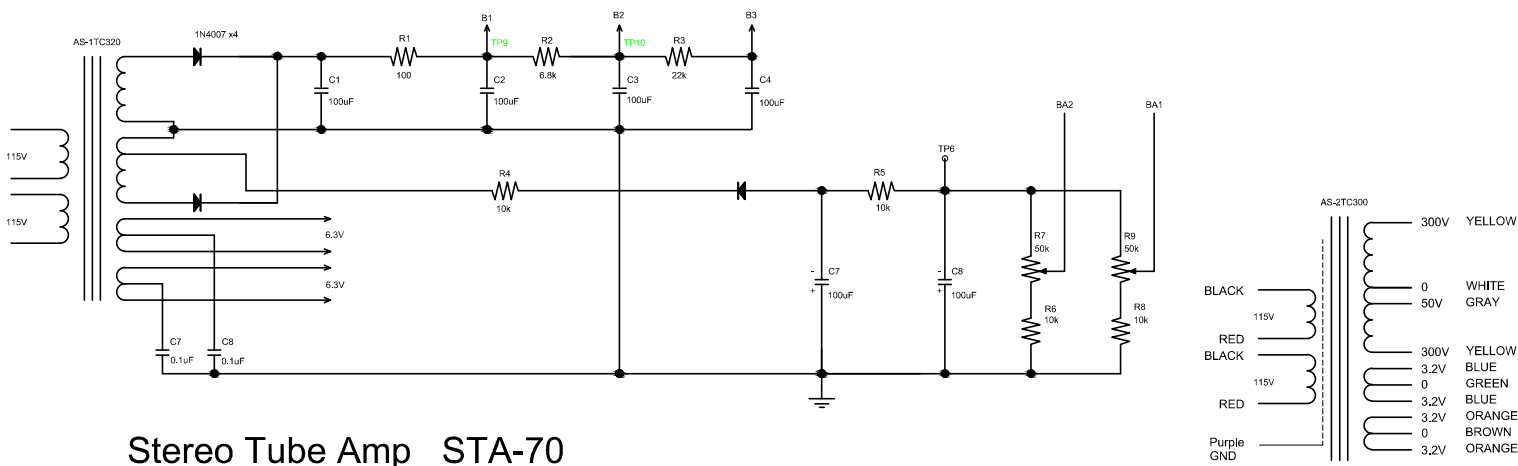 AS-1TC320
1N4007 x4
115V
115V
R1
100
B1
TP9
R2
6.8k
B2
TP10
R3
22k
B3
C1
100uF
C2
100uF
C3
100uF
C4
100uF
R4
10k
R5
10k
TP6
BA2
BA1
6.3V
6.3V
C7
0.1uF
C8
0.1uF
-
C7
+
100uF
-
C8
+
100uF
R7
50k
R9
50k
R6
10k
R8
10k
AS-2TC300
BLACK
115V
RED
BLACK
115V
RED
Purple
GND
300V YELLOW
0 WHITE
50V GRAY
300V YELLOW
3.2V BLUE
0 GREEN
3.2V BLUE
3.2V ORANGE
0 BROWN
3.2V ORANGE
Stereo Tube Amp STA-70